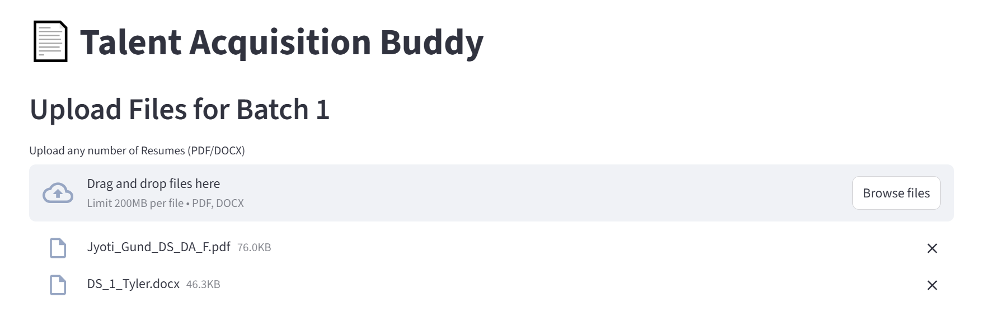 Talent Acquisition Buddy
Upload Files for Batch 1
Upload any number of Resumes (PDF/DOCX)
Drag and drop files here
Limit 200MB per file • PDF, DOCX
Browse files
Jyoti_Gund_DS_DA_F.pdf 76.0KB
DS_1_Tyler.docx 46.3KB